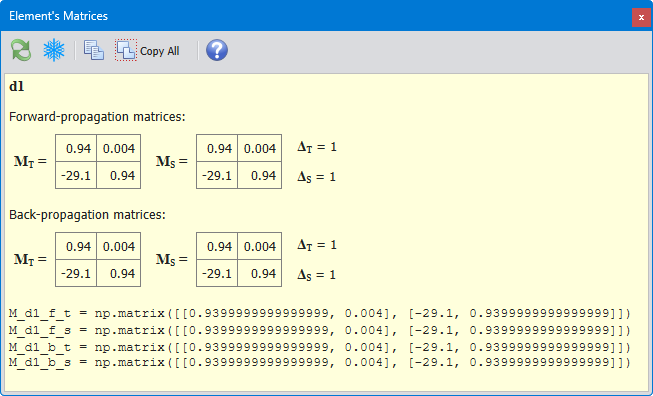 Element's Matrices
x
Copy All
?
d1
Forward-propagation matrices:
M_T = 0.94 0.004 -29.1 0.94 M_S = 0.94 0.004 -29.1 0.94 Δ_T = 1 Δ_S = 1
Back-propagation matrices:
M_T = 0.94 0.004 -29.1 0.94 M_S = 0.94 0.004 -29.1 0.94 Δ_T = 1 Δ_S = 1
M_d1_f_t = np.matrix([[0.9399999999999999, 0.004], [-29.1, 0.9399999999999999]])
M_d1_f_s = np.matrix([[0.9399999999999999, 0.004], [-29.1, 0.9399999999999999]])
M_d1_b_t = np.matrix([[0.9399999999999999, 0.004], [-29.1, 0.9399999999999999]])
M_d1_b_s = np.matrix([[0.9399999999999999, 0.004], [-29.1, 0.9399999999999999]])